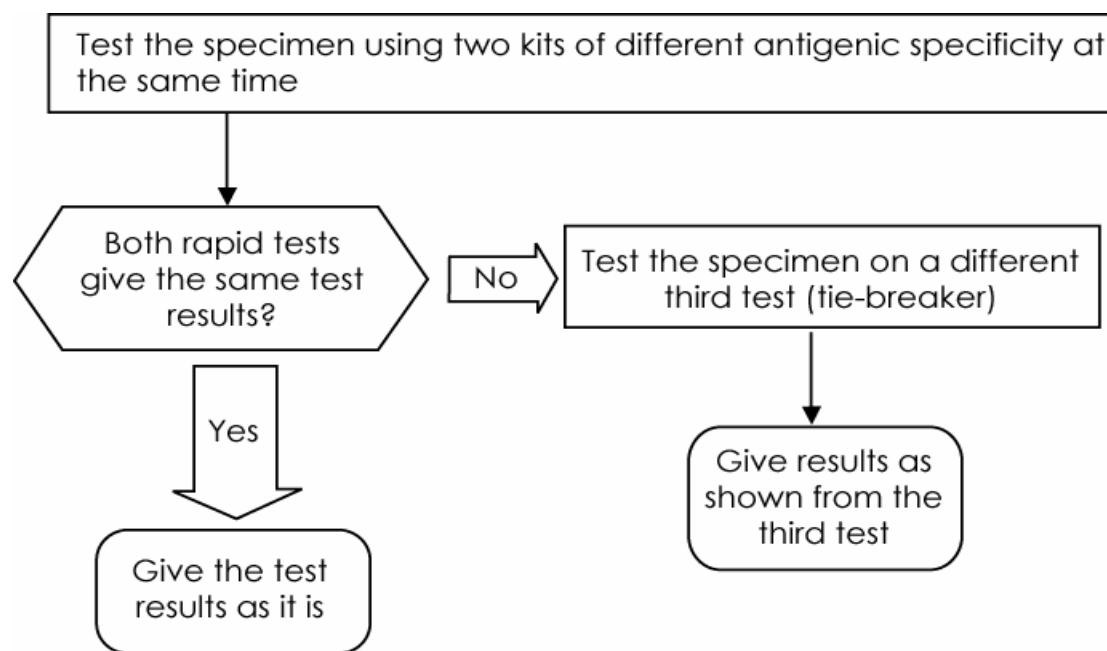 Test the specimen using two kits of different antigenic specificity at
the same time
Both rapid tests
give the same test
results?
No
Test the specimen on a different
third test (tie-breaker)
Yes
Give results as
shown from the
third test
Give the test
results as it is